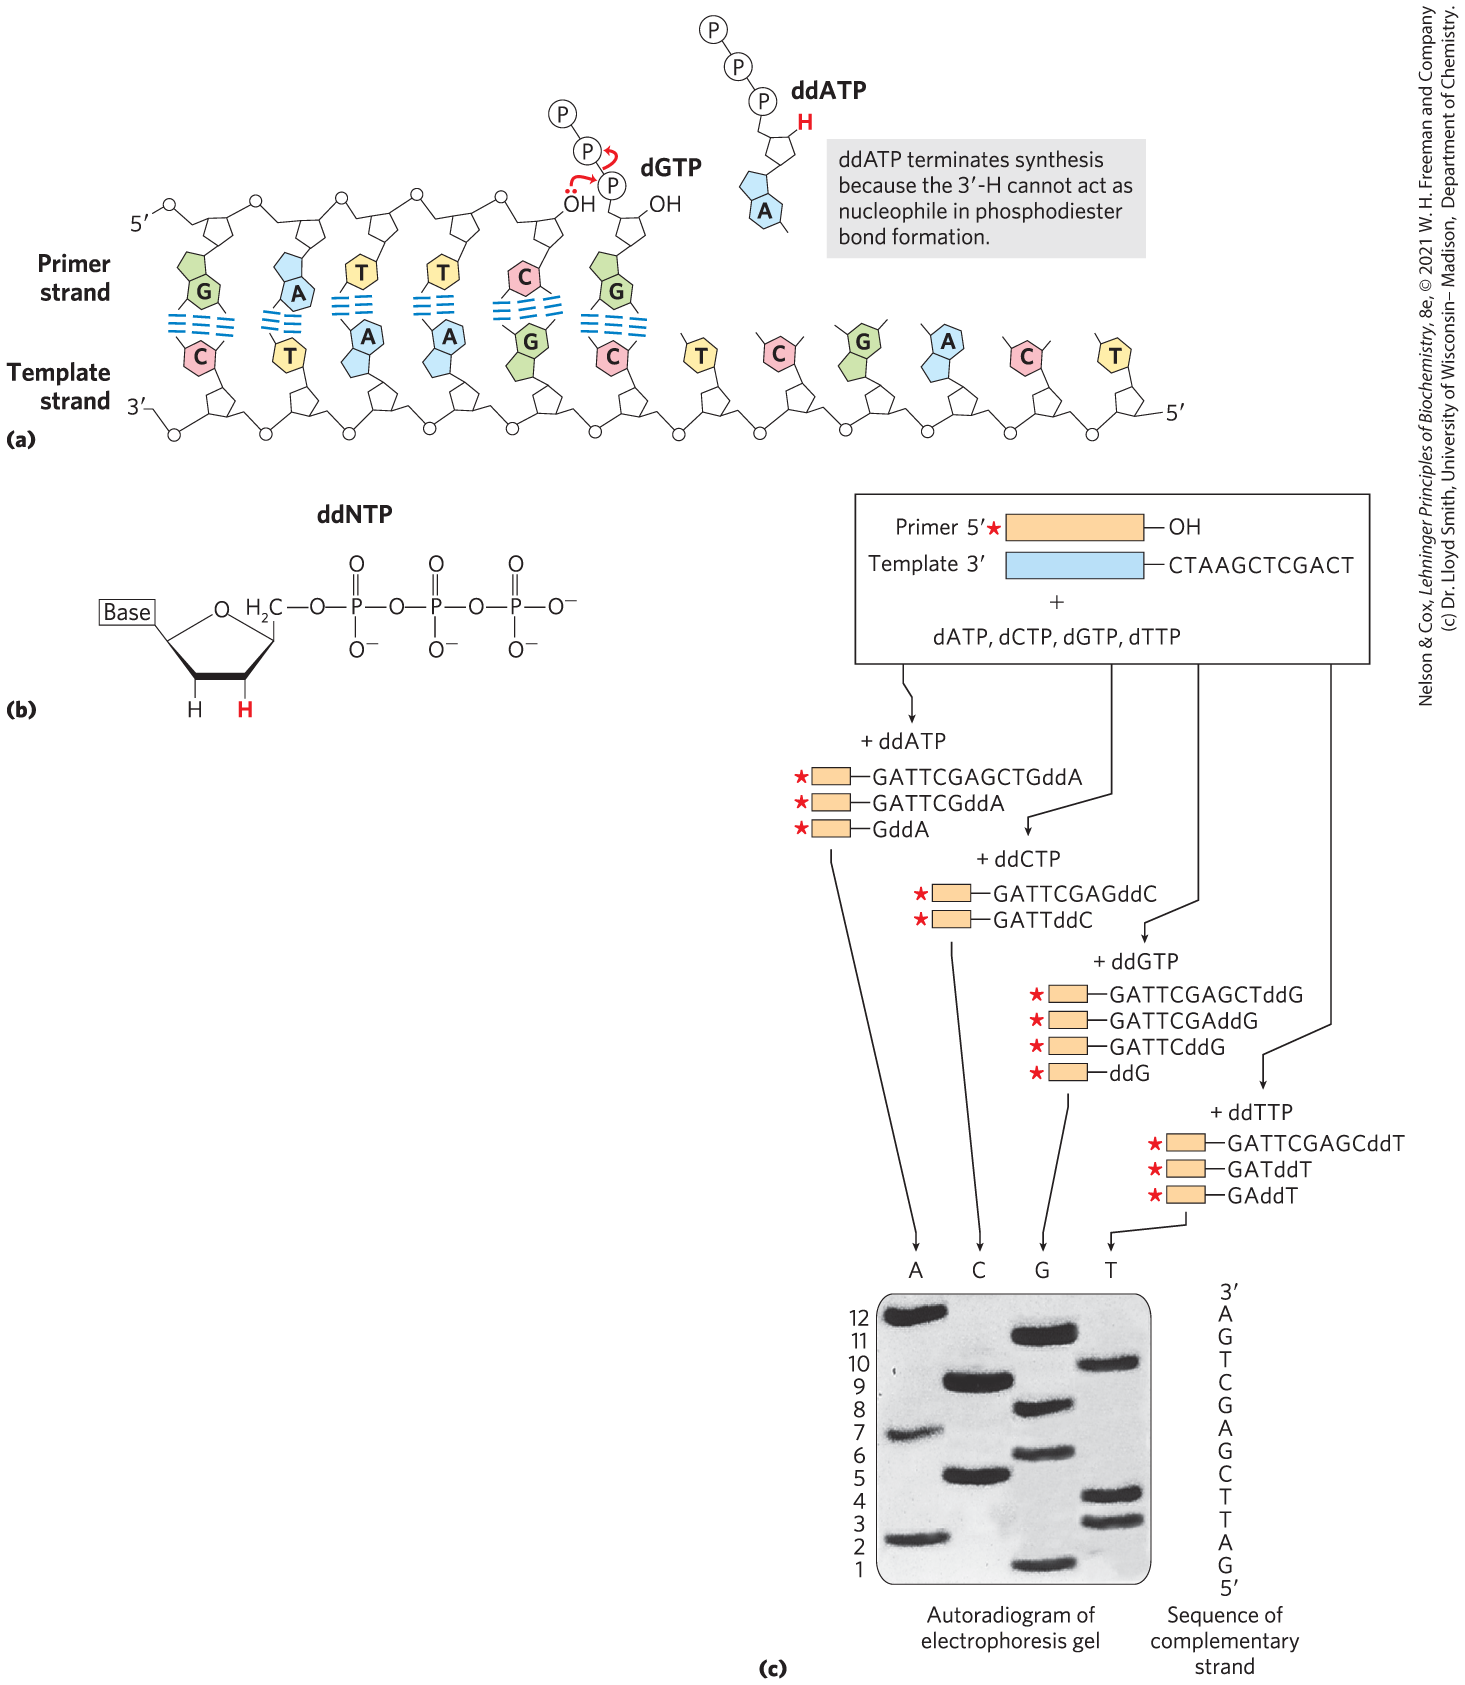 P
P
P
ddATP
H
A
ddATP terminates synthesis
because the 3′-H cannot act as
nucleophile in phosphodiester
bond formation.
P
P
P
dGTP
OH
OH
5′
Primer
strand
G
A
T
T
C
G
Template
strand
3′
C
T
A
A
G
C
T
C
G
A
C
T
5′
(a)
ddNTP
O
O
O
Base
O
H2C
O
P
O
P
O
P
O−
O−
O−
O−
H
H
(b)
Primer 5′
OH
Template 3′
CTAAGCTCGACT
+
dATP, dCTP, dGTP, dTTP
+ ddATP
GATTCGAGCTGddA
GATTCGddA
GddA
+ ddCTP
GATTCGAGddC
GATTddC
+ ddGTP
GATTCGAGCTddG
GATTCGAddG
GATTCddG
ddG
+ ddTTP
GATTCGAGCddT
GATddT
GAddT
A C G T
12
11
10
9
8
7
6
5
4
3
2
1
3′
A
G
T
C
G
A
G
C
T
T
A
G
5′
Autoradiogram of
electrophoresis gel
Sequence of
complementary
strand
(c)
Nelson & Cox, Lehninger Principles of Biochemistry, 8e, © 2021 W. H. Freeman and Company
(c) Dr. Lloyd Smith, University of Wisconsin– Madison, Department of Chemistry.